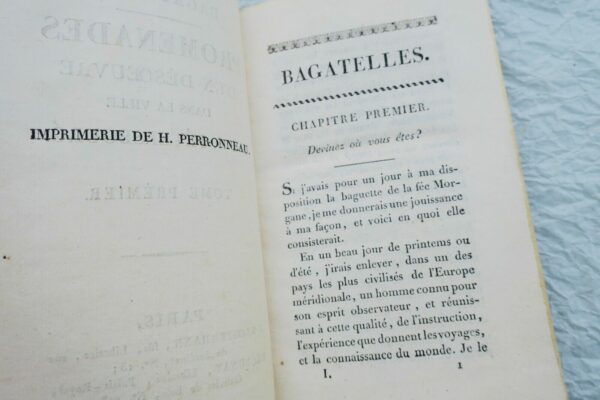 IMPRIMERIE DE H. PERRONNEAU.
BAGATELLES.
CHAPITRE PREMIER.
Devinez où vous êtes?
Si j'avais pour un jour à ma dis-
position la baguette de la fée Mor-
gane, je me donnerais une jouissance
à ma façon, et voici en quoi elle
consisterait.
En un beau jour de printems ou
d'été, j'irais enlever, dans un des
pays les plus civilisés de l'Europe
méridionale, un homme connu pour
son esprit observateur, et réunis-
sant à cette qualité, de l'instruction,
l'expérience que donnent les voyages,
et la connaissance du monde. Je le
I. 1